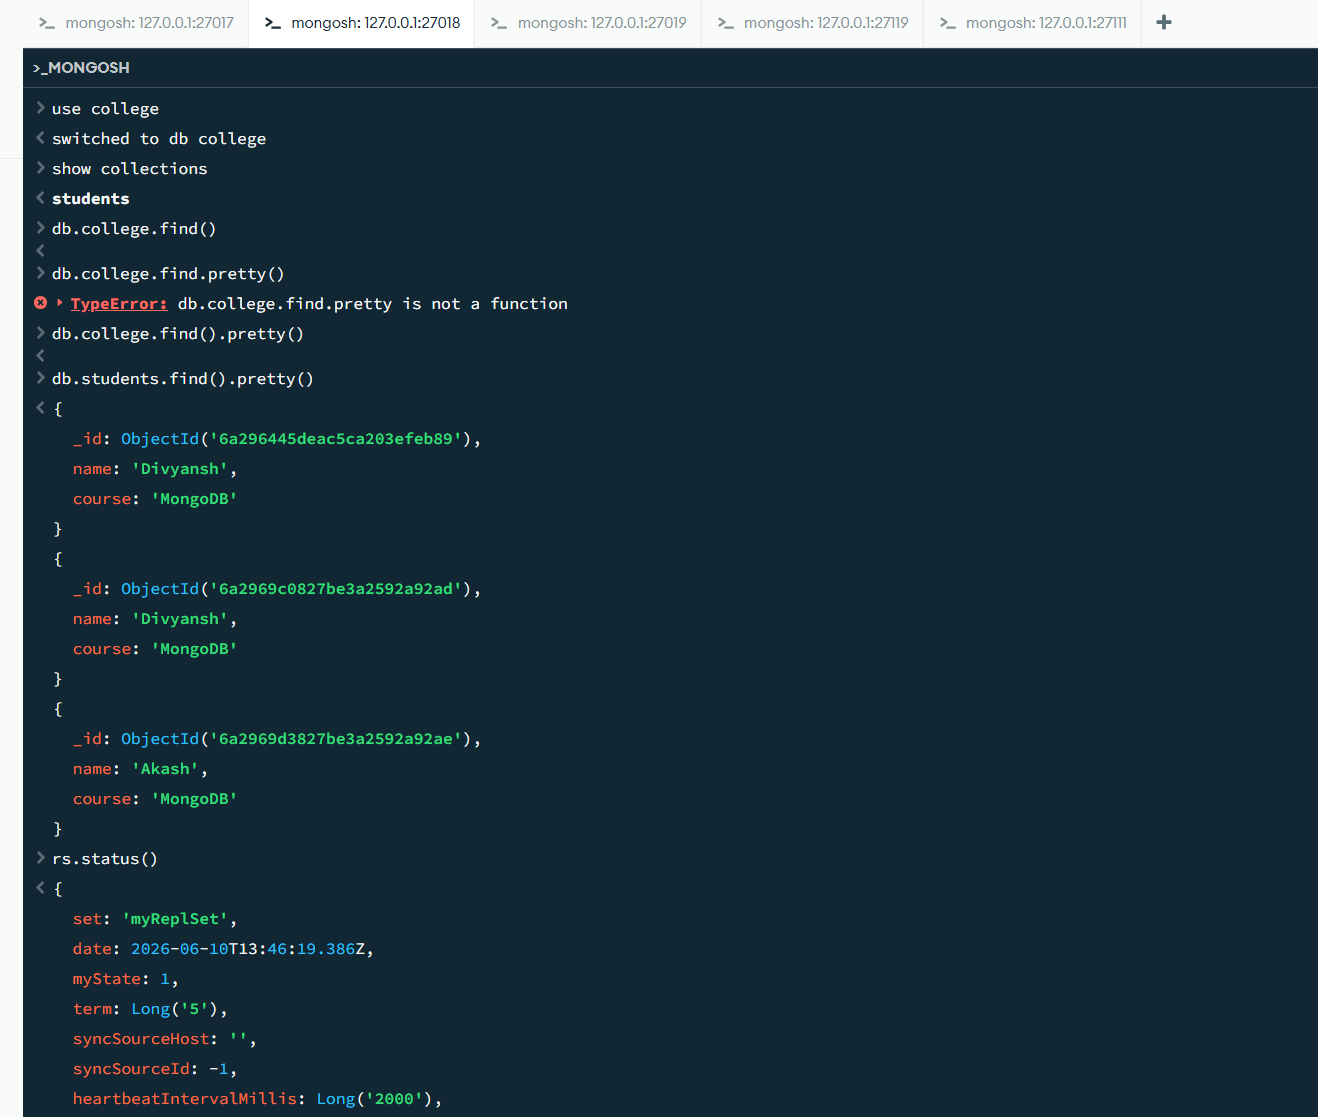 mongosh: 127.0.0.1:27017 mongosh: 127.0.0.1:27018 mongosh: 127.0.0.1:27019 mongosh: 127.0.0.1:27119 mongosh: 127.0.0.1:27111
>_MONGOSH
use college
switched to db college
show collections
students
db.college.find()
db.college.find.pretty()
TypeError: db.college.find.pretty is not a function
db.college.find().pretty()
db.students.find().pretty()
{
_id: ObjectId('6a296445deac5ca203efeb89'),
name: 'Divyansh',
course: 'MongoDB'
}
{
_id: ObjectId('6a2969c0827be3a2592a92ad'),
name: 'Divyansh',
course: 'MongoDB'
}
{
_id: ObjectId('6a2969d3827be3a2592a92ae'),
name: 'Akash',
course: 'MongoDB'
}
rs.status()
{
set: 'myReplSet',
date: 2026-06-10T13:46:19.386Z,
myState: 1,
term: Long('5'),
syncSourceHost: '',
syncSourceId: -1,
heartbeatIntervalMillis: Long('2000'),